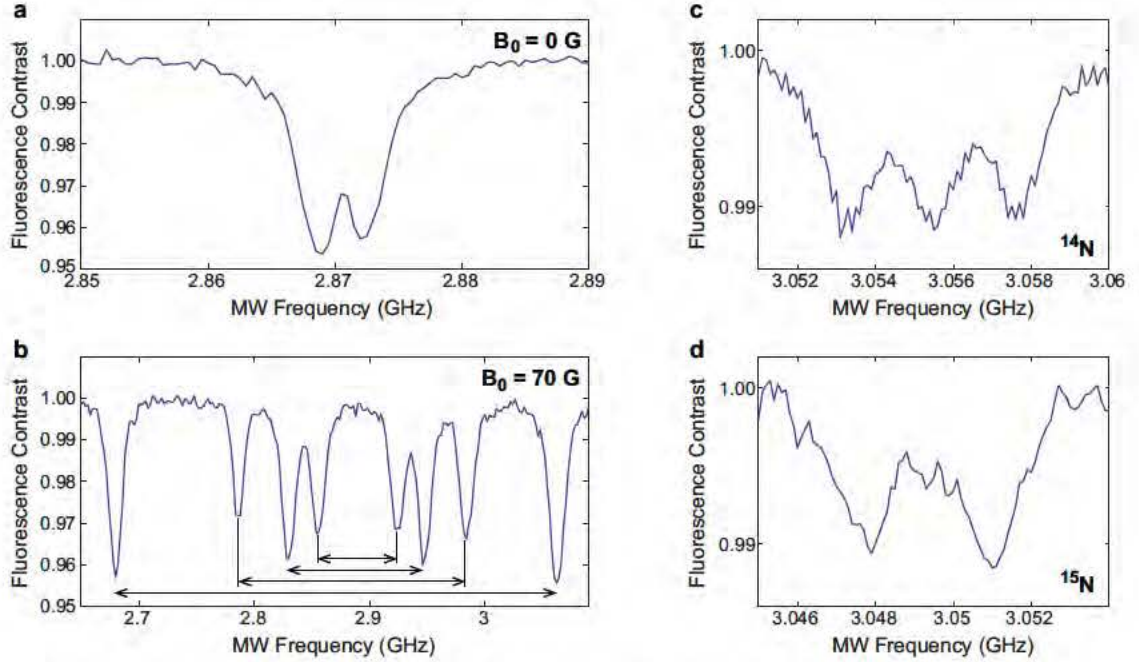 a
B0 = 0 G
Fluorescence Contrast
1.00
0.99
0.98
0.97
0.96
0.95
2.85
2.86
2.87
2.88
2.89
MW Frequency (GHz)
b
B0 = 70 G
Fluorescence Contrast
1.00
0.99
0.98
0.97
0.96
0.95
2.7
2.8
2.9
3
MW Frequency (GHz)
c
Fluorescence Contrast
1.00
0.99
14N
3.052
3.054
3.056
3.058
3.06
MW Frequency (GHz)
d
Fluorescence Contrast
1.00
0.99
15N
3.046
3.048
3.05
3.052
MW Frequency (GHz)